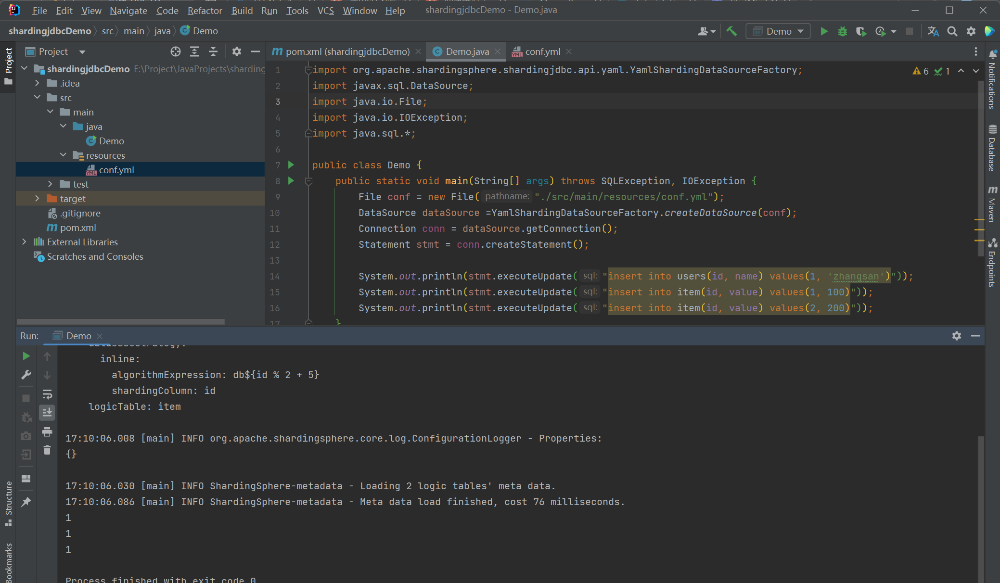 File Edit View Navigate Code Refactor Build Run Tools VCS Window Help shardingjdbcDemo - Demo.java
shardingjdbcDemo src main java Demo
Demo
Project
Project
shardingjdbcDemo E:\Project\JavaProjects\sharding
.idea
src
main
java
Demo
resources
conf.yml
test
target
.gitignore
pom.xml
External Libraries
Scratches and Consoles
pom.xml (shardingjdbcDemo) Demo.java conf.yml
6 1
1 import org.apache.shardingsphere.shardingjdbc.api.yaml.YamlShardingDataSourceFactory;
2 import javax.sql.DataSource;
3 import java.io.File;
4 import java.io.IOException;
5 import java.sql.*;
6
7 public class Demo {
8 public static void main(String[] args) throws SQLException, IOException {
9 File conf = new File( pathname: "./src/main/resources/conf.yml");
10 DataSource dataSource =YamlShardingDataSourceFactory.createDataSource(conf);
11 Connection conn = dataSource.getConnection();
12 Statement stmt = conn.createStatement();
13
14 System.out.println(stmt.executeUpdate( sql: "insert into users(id, name) values(1, 'zhangsan')"));
15 System.out.println(stmt.executeUpdate( sql: "insert into item(id, value) values(1, 100)"));
16 System.out.println(stmt.executeUpdate( sql: "insert into item(id, value) values(2, 200)"));
17 }
Notifications
Database
Maven
Endpoints
Run: Demo
databaseStrategy:
inline:
algorithmExpression: db${id % 2 + 5}
shardingColumn: id
logicTable: item
17:10:06.008 [main] INFO org.apache.shardingsphere.core.log.ConfigurationLogger - Properties:
{}
17:10:06.030 [main] INFO ShardingSphere-metadata - Loading 2 logic tables' meta data.
17:10:06.086 [main] INFO ShardingSphere-metadata - Meta data load finished, cost 76 milliseconds.
1
1
1
Process finished with exit code 0
Structure
Bookmarks